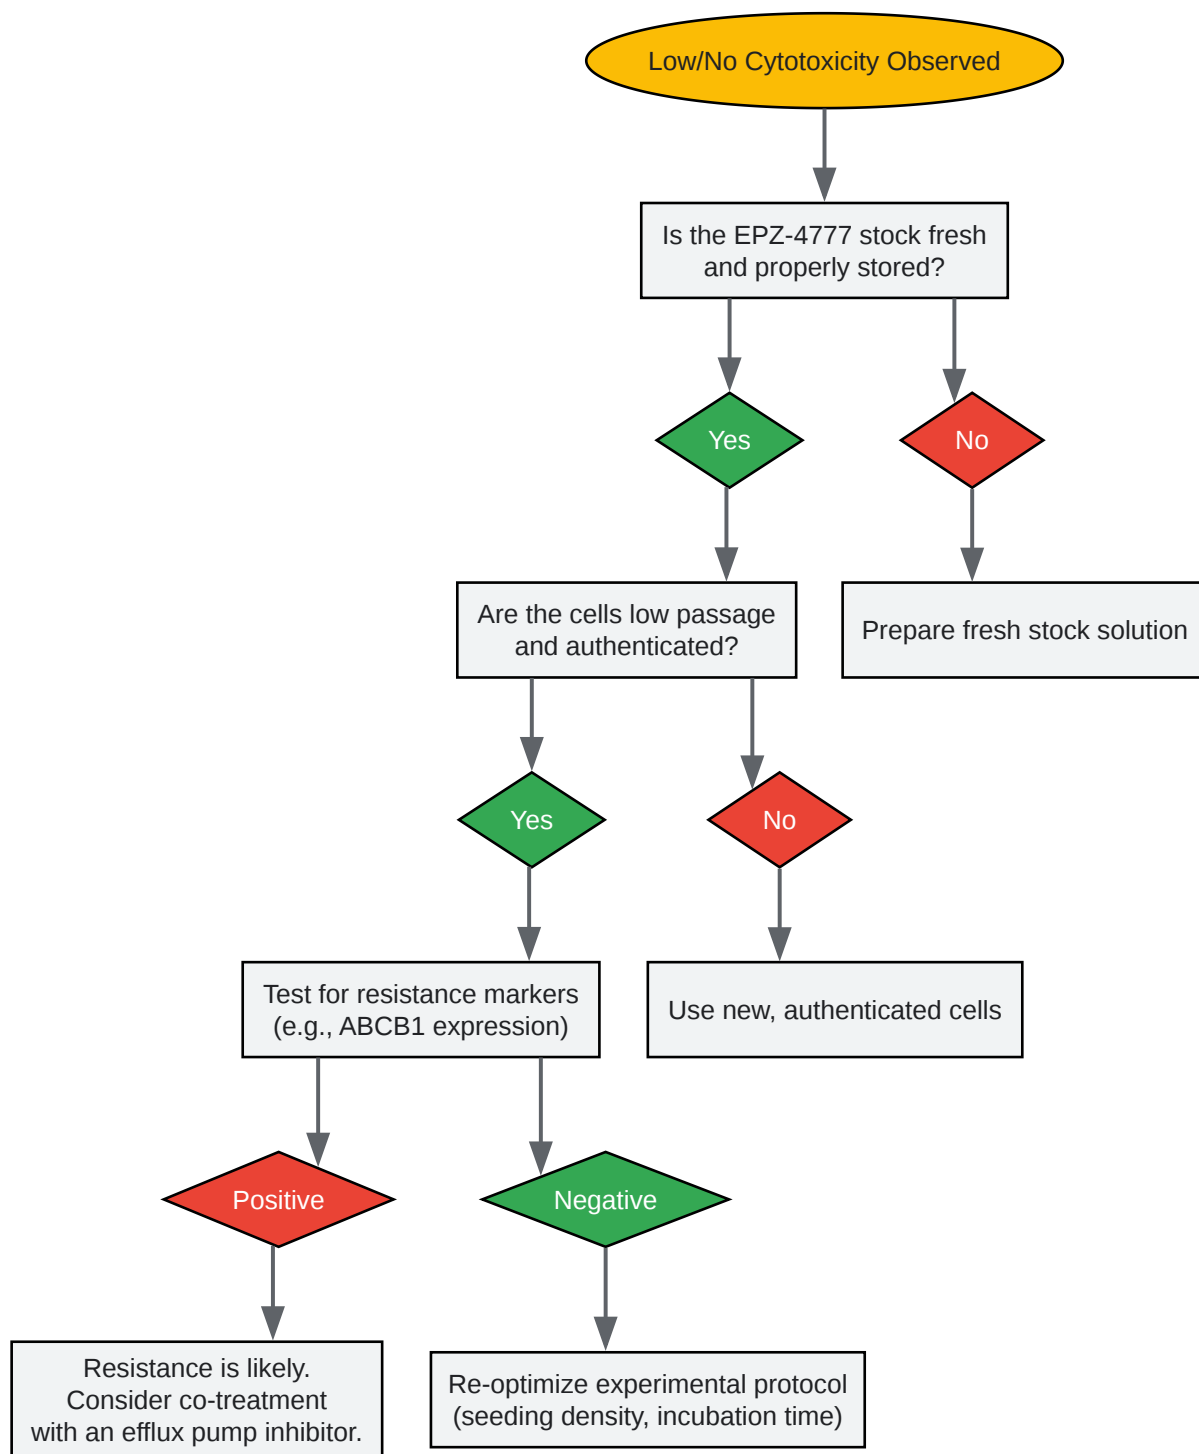 Low/No Cytotoxicity Observed
Is the EPZ-4777 stock fresh
and properly stored?
Yes
No
Are the cells low passage
and authenticated?
Prepare fresh stock solution
Yes
No
Test for resistance markers
(e.g., ABCB1 expression)
Use new, authenticated cells
Positive
Negative
Resistance is likely.
Consider co-treatment
with an efflux pump inhibitor.
Re-optimize experimental protocol
(seeding density, incubation time)